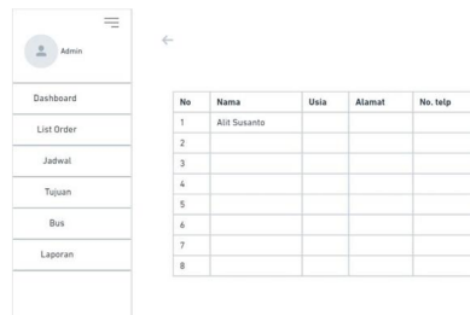 Admin
Dashboard
List Order
Jadwal
Tujuan
Bus
Laporan
No Nama Usia Alamat No. telp
1 Alit Susanto
2
3
4
5
6
7
8